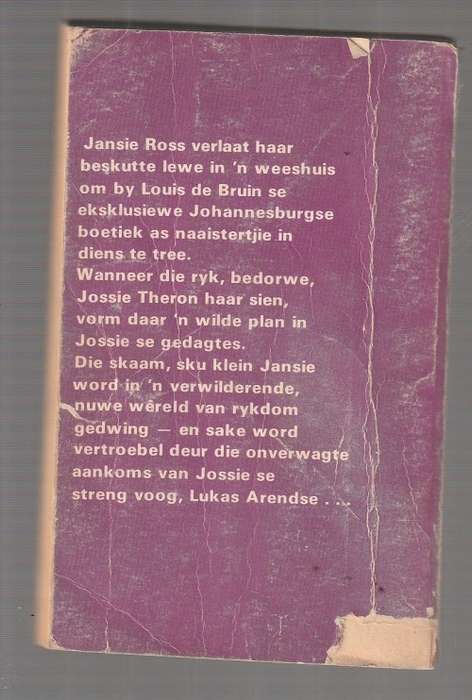 Jansie Ross verlaat haar
beskutte lewe in 'n weeshuis
om by Louis de Bruin se
eksklusiewe Johannesburgse
boetiek as naaistertjie in
diens te tree.
Wanneer die ryk, bedorwe,
Jossie Theron haar sien,
vorm daar 'n wilde plan in
Jossie se gedagtes.
Die skaam, sku klein Jansie
word in 'n verwilderende,
nuwe wêreld van rykdom
gedwing — en sake word
vertroebel deur die onverwagte
aankoms van Jossie se
streng voog, Lukas Arendse . . . .